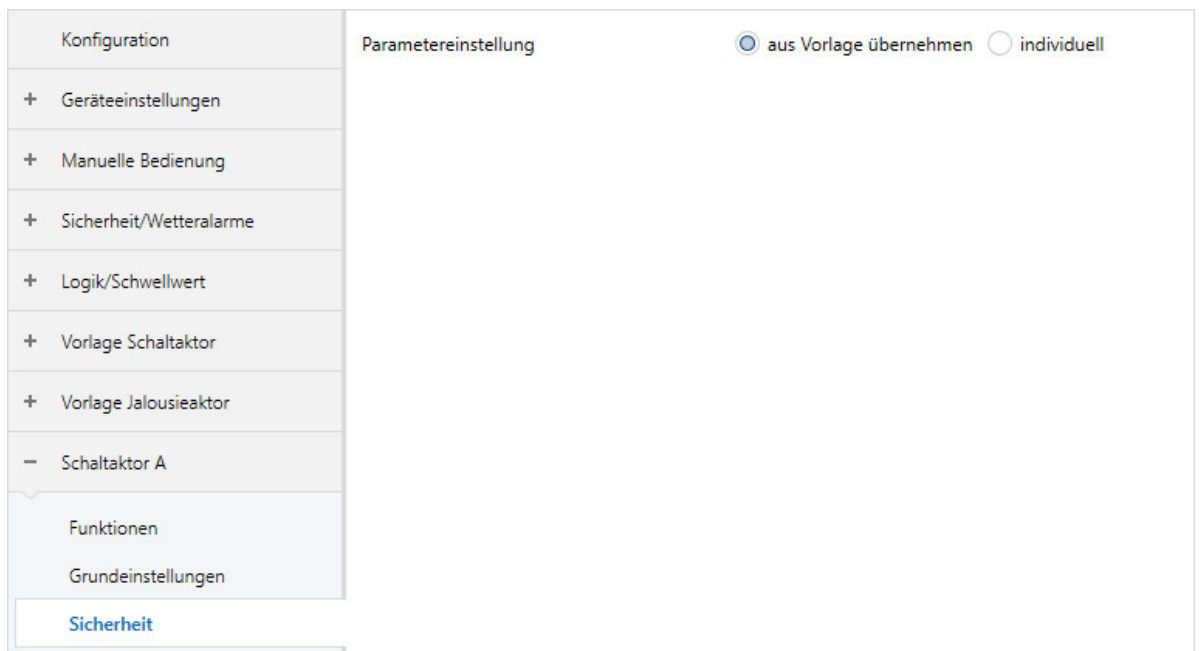 Konfiguration
Parametereinstellung aus Vorlage übernehmen individuell
+ Geräteeinstellungen
+ Manuelle Bedienung
+ Sicherheit/Wetteralarme
+ Logik/Schwellwert
+ Vorlage Schaltaktor
+ Vorlage Jalousieaktor
− Schaltaktor A
Funktionen
Grundeinstellungen
Sicherheit